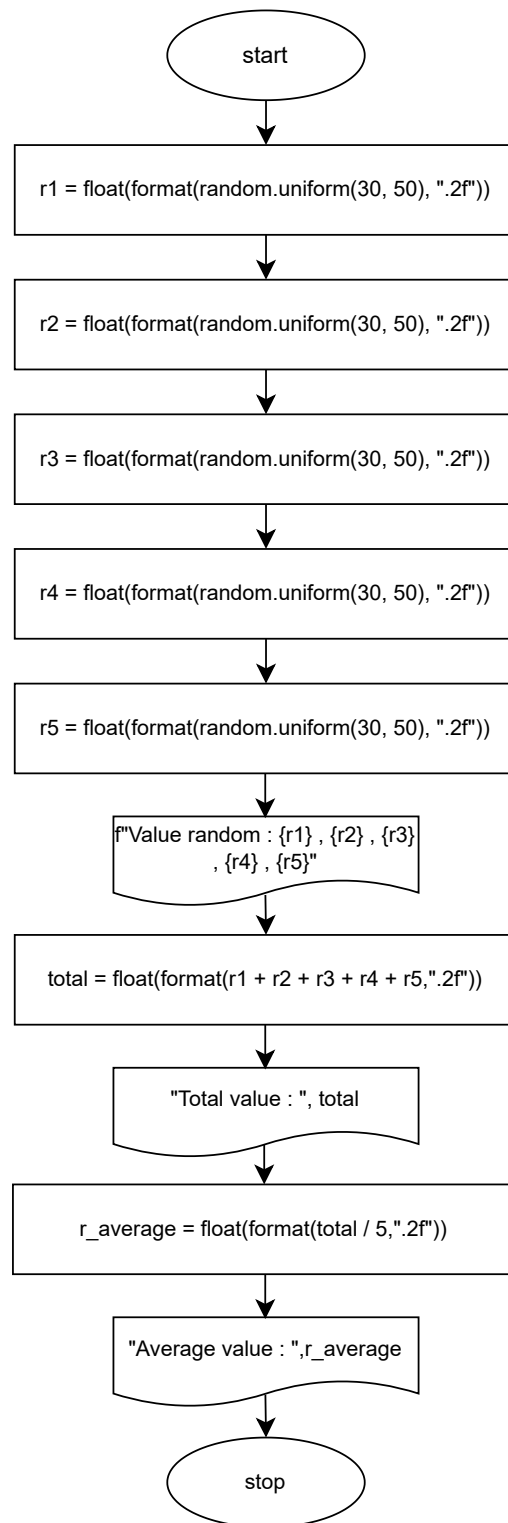 start
r1 = float(format(random.uniform(30, 50), ".2f"))
r2 = float(format(random.uniform(30, 50), ".2f"))
r3 = float(format(random.uniform(30, 50), ".2f"))
r4 = float(format(random.uniform(30, 50), ".2f"))
r5 = float(format(random.uniform(30, 50), ".2f"))
f"Value random : {r1} , {r2} , {r3}
, {r4} , {r5}"
total = float(format(r1 + r2 + r3 + r4 + r5,".2f"))
"Total value : ", total
r_average = float(format(total / 5,".2f"))
"Average value : ",r_average
stop